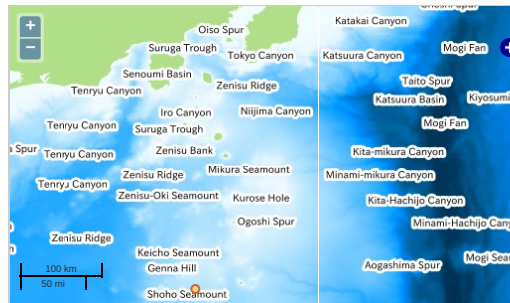 +
−
Oiso Spur
Katakai Canyon
Suruga Trough
Tokyo Canyon
Katsuura Canyon
Mogi Fan
Senoumi Basin
Tenryu Canyon
Zenisu Ridge
Taito Spur
Katsuura Basin
Kiyosumi
Iro Canyon
Niijima Canyon
Tenryu Canyon
Suruga Trough
Mogi Fan
a Spur
Tenryu Canyon
Zenisu Bank
Kita-mikura Canyon
Tenryu Canyon
Zenisu Ridge
Mikura Seamount
Minami-mikura Canyon
Zenisu-Oki Seamount
Kurose Hole
Kita-Hachijo Canyon
Ogoshi Spur
Minami-Hachijo Cany
Zenisu Ridge
Keicho Seamount
Genna Hill
Aogashima Spur
Mogi Sea
100 km
50 mi
Shoho Seamount